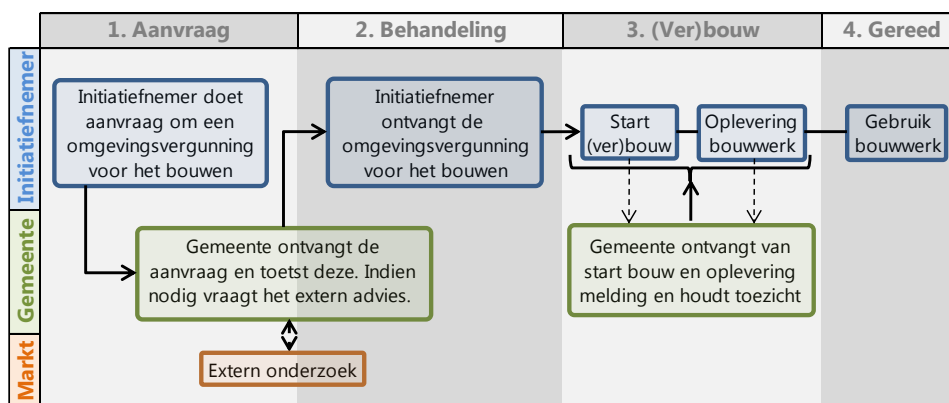 1. Aanvraag
2. Behandeling
3. (Ver)bouw
4. Gereed
Initiatiefnemer
Initiatiefnemer doet
aanvraag om een
omgevingsvergunning
voor het bouwen
Initiatiefnemer
ontvangt de
omgevingsvergunning
voor het bouwen
Start
(ver)bouw
Oplevering
bouwwerk
Gebruik
bouwwerk
Gemeente
Gemeente ontvangt de
aanvraag en toetst deze. Indien
nodig vraagt het extern advies.
Gemeente ontvangt van
start bouw en oplevering
melding en houdt toezicht
Markt
Extern onderzoek